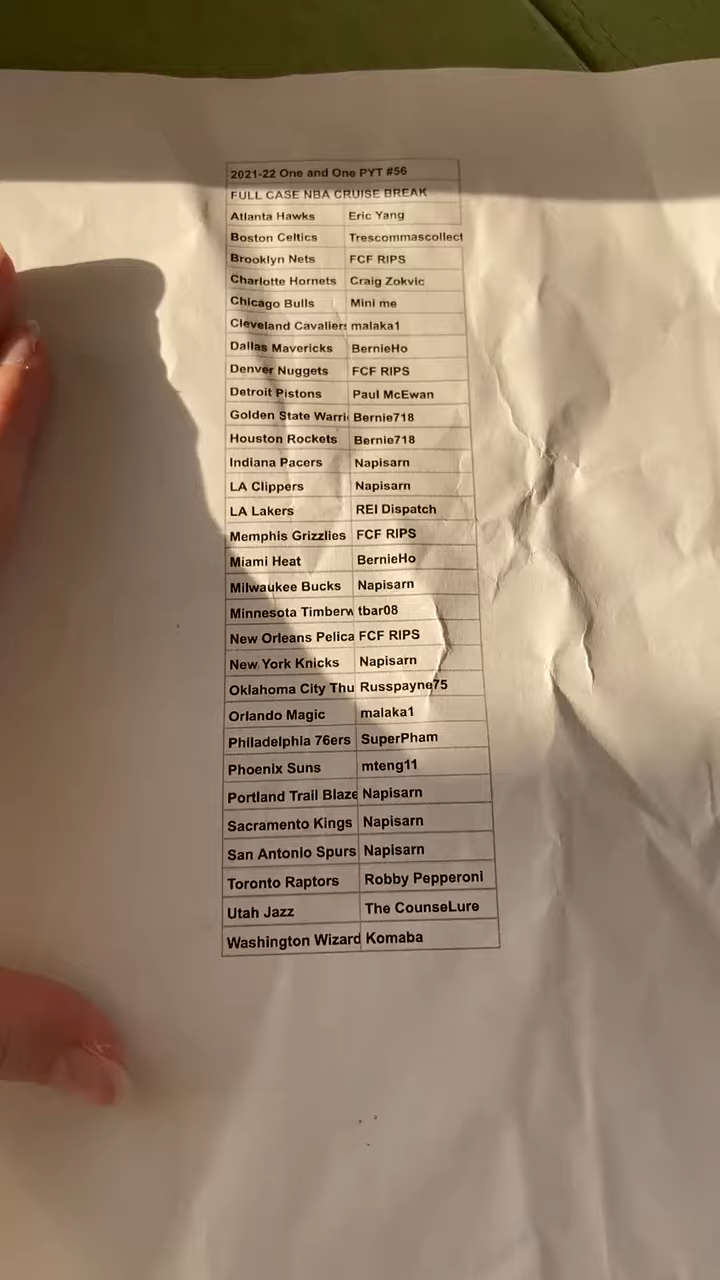 2021-22 One and One PYT #56
FULL CASE NBA CRUISE BREAK
Atlanta Hawks Eric Yang
Boston Celtics Trescommascollect
Brooklyn Nets FCF RIPS
Charlotte Hornets Craig Zokvic
Chicago Bulls Mini me
Cleveland Cavaliers malaka1
Dallas Mavericks BernieHo
Denver Nuggets FCF RIPS
Detroit Pistons Paul McEwan
Golden State Warri Bernie718
Houston Rockets Bernie718
Indiana Pacers Napisarn
LA Clippers Napisarn
LA Lakers REI Dispatch
Memphis Grizzlies FCF RIPS
Miami Heat BernieHo
Milwaukee Bucks Napisarn
Minnesota Timberw tbar08
New Orleans Pelica FCF RIPS
New York Knicks Napisarn
Oklahoma City Thu Russpayne75
Orlando Magic malaka1
Philadelphia 76ers SuperPham
Phoenix Suns mteng11
Portland Trail Blaze Napisarn
Sacramento Kings Napisarn
San Antonio Spurs Napisarn
Toronto Raptors Robby Pepperoni
Utah Jazz The CounseLure
Washington Wizard Komaba